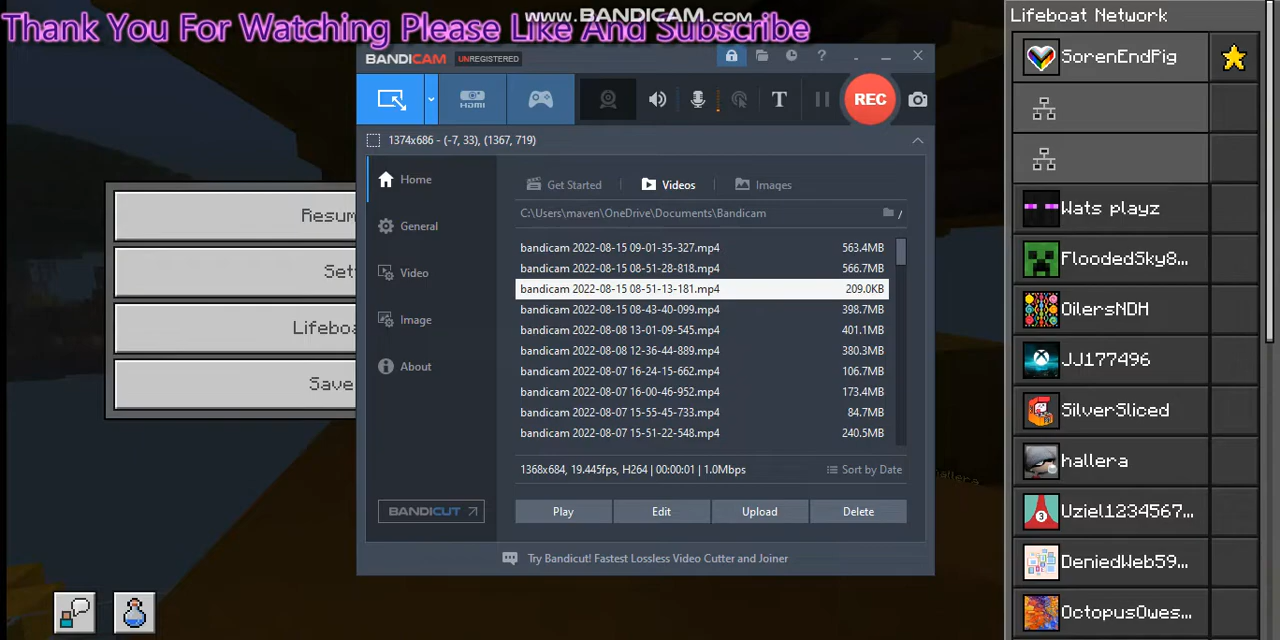 www.BANDICAM.com
Thank You For Watching Please Like And Subscribe
BANDICAM UNREGISTERED
HDMI
T
REC
1374x686 - (-7, 33), (1367, 719)
Home
General
Video
Image
About
BANDICUT
Get Started
Videos
Images
C:\Users\maven\OneDrive\Documents\Bandicam
bandicam 2022-08-15 09-01-35-327.mp4 563.4MB
bandicam 2022-08-15 08-51-28-818.mp4 566.7MB
bandicam 2022-08-15 08-51-13-181.mp4 209.0KB
bandicam 2022-08-15 08-43-40-099.mp4 398.7MB
bandicam 2022-08-08 13-01-09-545.mp4 401.1MB
bandicam 2022-08-08 12-36-44-889.mp4 380.3MB
bandicam 2022-08-07 16-24-15-662.mp4 106.7MB
bandicam 2022-08-07 16-00-46-952.mp4 173.4MB
bandicam 2022-08-07 15-55-45-733.mp4 84.7MB
bandicam 2022-08-07 15-51-22-548.mp4 240.5MB
1368x684, 19.445fps, H264 | 00:00:01 | 1.0Mbps
Sort by Date
Play
Edit
Upload
Delete
Try Bandicut! Fastest Lossless Video Cutter and Joiner
Resum
Set
Lifeboa
Save
hallera
Lifeboat Network
SorenEndPig
Wats playz
FloodedSky8...
OilersNDH
JJ177496
SilverSliced
hallera
Uziel1234567...
3
DeniedWeb59...
OctopusOwes...